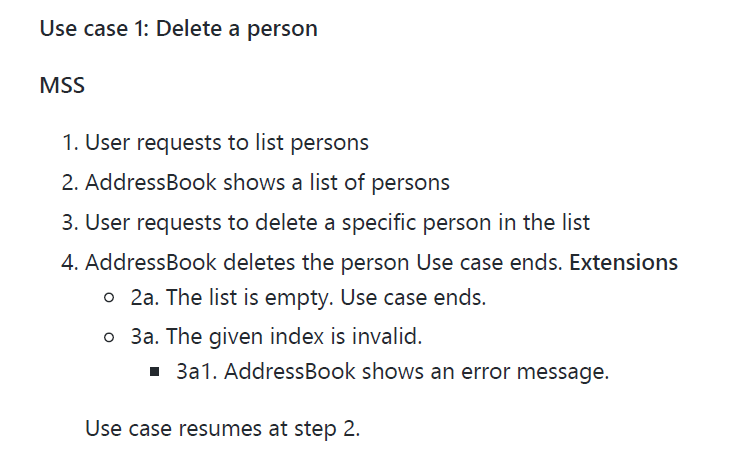 Use case 1: Delete a person
MSS
1. User requests to list persons
2. AddressBook shows a list of persons
3. User requests to delete a specific person in the list
4. AddressBook deletes the person Use case ends. Extensions
2a. The list is empty. Use case ends.
3a. The given index is invalid.
3a1. AddressBook shows an error message.
Use case resumes at step 2.